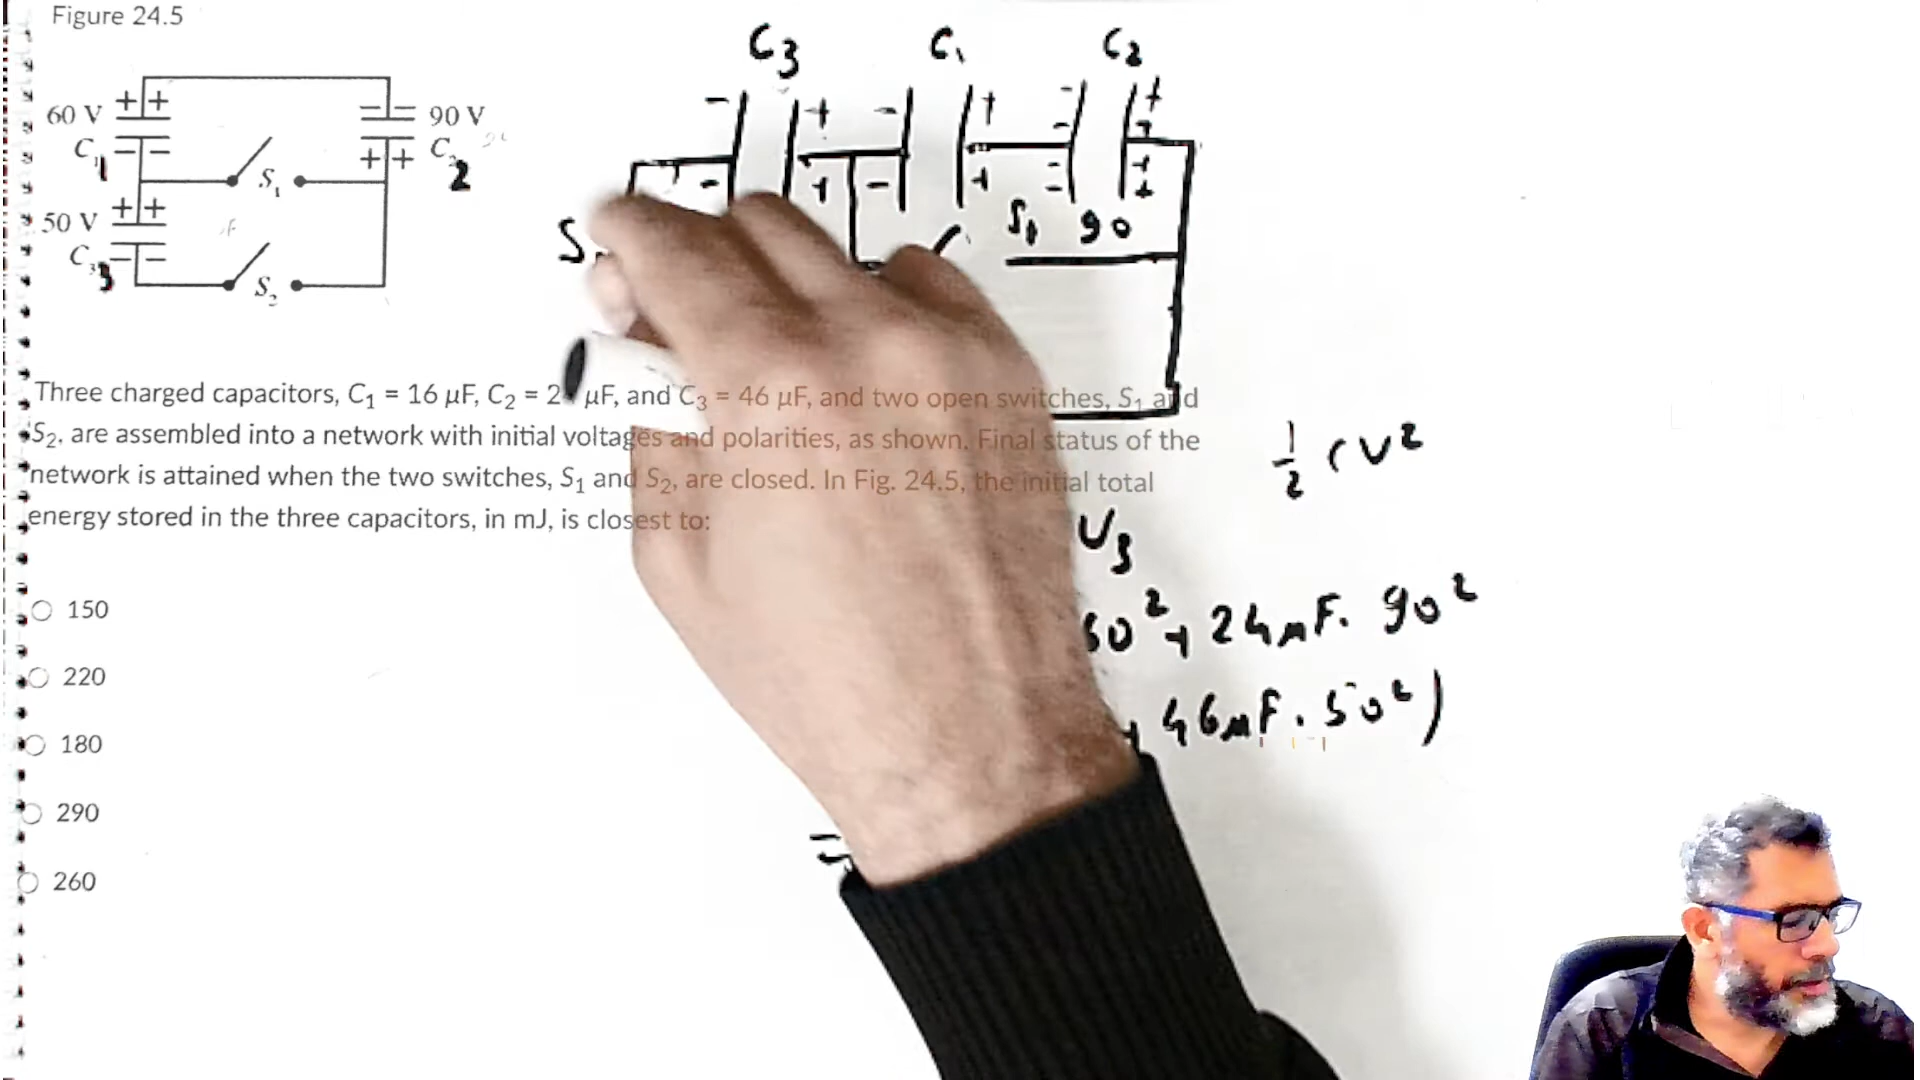 Figure 24.5
60 V
C₁
1
S₁
90 V
C
2
50 V
C₃
3
S₂
C3 C1 C2
S
S1 90
Three charged capacitors, C₁ = 16 μF, C₂ = 2 μF, and C₃ = 46 μF, and two open switches, S₁ and
S₂, are assembled into a network with initial voltages and polarities, as shown. Final status of the
network is attained when the two switches, S₁ and S₂, are closed. In Fig. 24.5, the initial total
energy stored in the three capacitors, in mJ, is closest to:
1/2 CV²
U3
60² + 24μF. 90²
+ 46μF. 50²)
=
150
220
180
290
260